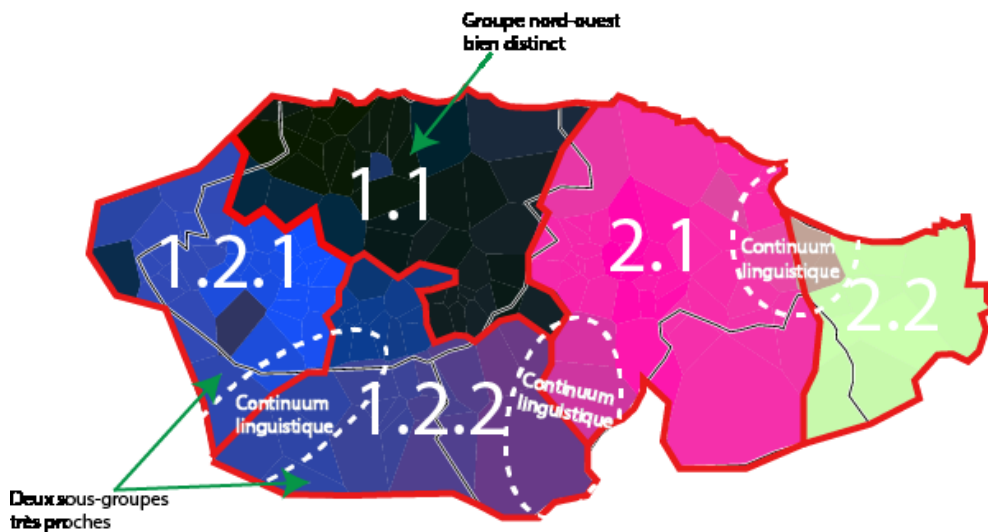 Groupe nord-ouest
bien distinct
1.1
1.2.1
2.1
Continuum
linguistique
2.2
Continuum
linguistique
1.2.2
Continuum
linguistique
Deux sous-groupes
très proches